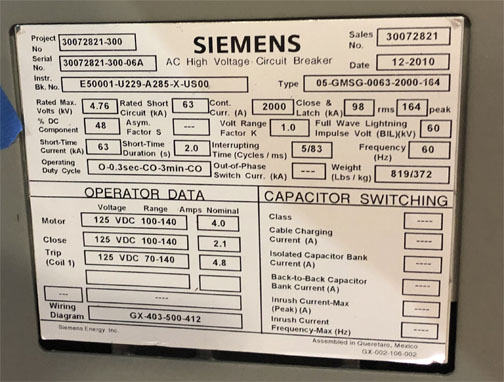 Project No 30072821-300 SIEMENS Sales No. 30072821
Serial No. 30072821-300-06A AC High Voltage Circuit Breaker Date 12-2010
Instr. Bk. No. E50001-U229-A285-X-US00 Type 05-GMSG-0063-2000-164
Rated Max. Volts (kV) 4.76 Rated Short Circuit (kA) 63 Cont. Curr. (A) 2000 Close & Latch (kA) 98 rms 164 peak
% DC Component 48 Asym. Factor S --- Volt Range Factor K 1.0 Full Wave Lightning Impulse Volt (BIL)(kV) 60
Short-Time Current (kA) 63 Short-Time Duration (s) 2.0 Interrupting Time (Cycles / ms) 5/83 Frequency (Hz) 60
Operating Duty Cycle O-0.3sec-CO-3min-CO Out-of-Phase Switch Curr. (kA) --- Weight (Lbs / kg) 819/372
OPERATOR DATA
Voltage Range Amps Nominal
Motor 125 VDC 100-140 4.0
Close 125 VDC 100-140 2.1
Trip (Coil 1) 125 VDC 70-140 4.8
--- ----
Wiring Diagram GX-403-500-412
Siemens Energy, Inc.
CAPACITOR SWITCHING
Class ----
Cable Charging Current (A) ----
Isolated Capacitor Bank Current (A) ----
Back-to-Back Capacitor Bank Current (A) ----
Inrush Current-Max (Peak) (A) ----
Inrush Current Frequency-Max (Hz) ----
Assembled in Queretaro, Mexico
GX-002-106-002